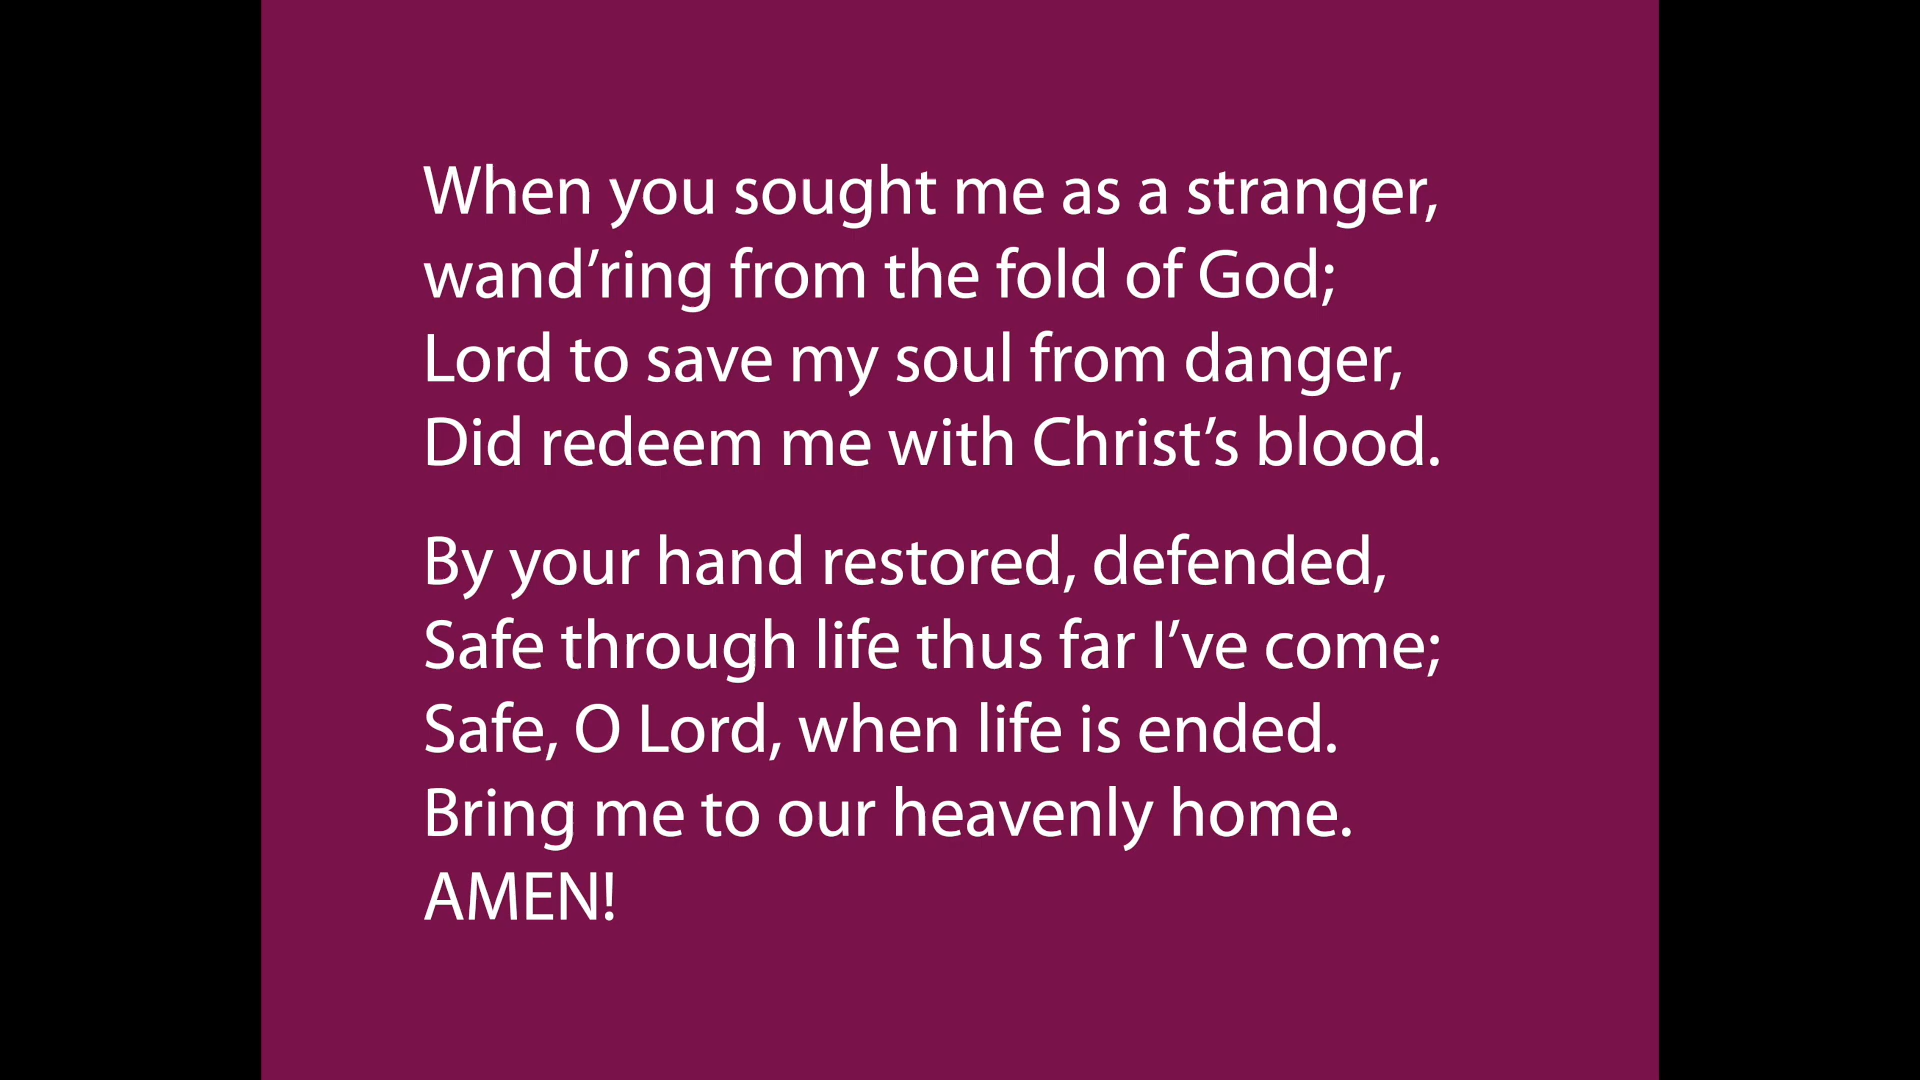 When you sought me as a stranger,
wand’ring from the fold of God;
Lord to save my soul from danger,
Did redeem me with Christ’s blood.
By your hand restored, defended,
Safe through life thus far I’ve come;
Safe, O Lord, when life is ended.
Bring me to our heavenly home.
AMEN!